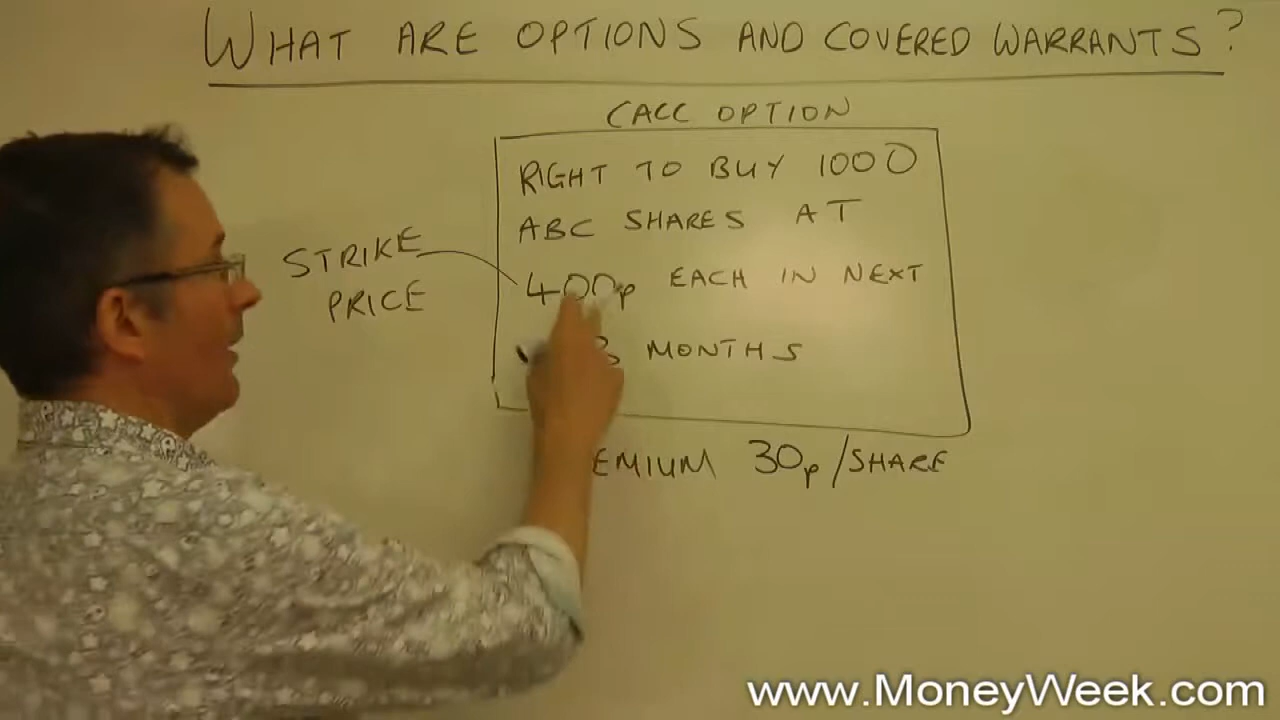 WHAT ARE OPTIONS AND COVERED WARRANTS?
CALL OPTION
RIGHT TO BUY 1000
ABC SHARES AT
STRIKE
PRICE
400p EACH IN NEXT
MONTHS
30p/SHARE
www.MoneyWeek.com